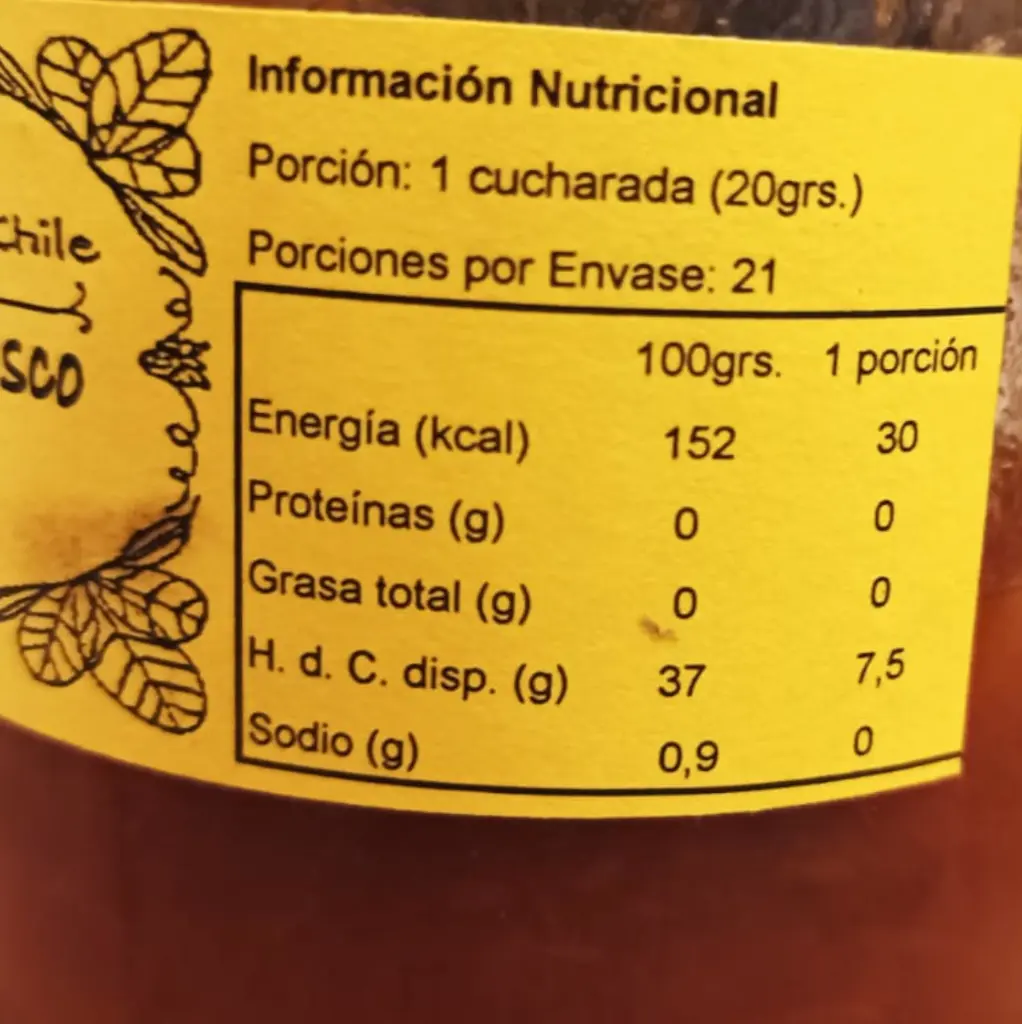 Chile
SCO
Información Nutricional
Porción: 1 cucharada (20grs.)
Porciones por Envase: 21
100grs. 1 porción
Energía (kcal) 152 30
Proteínas (g) 0 0
Grasa total (g) 0 0
H. d. C. disp. (g) 37 7,5
Sodio (g) 0,9 0